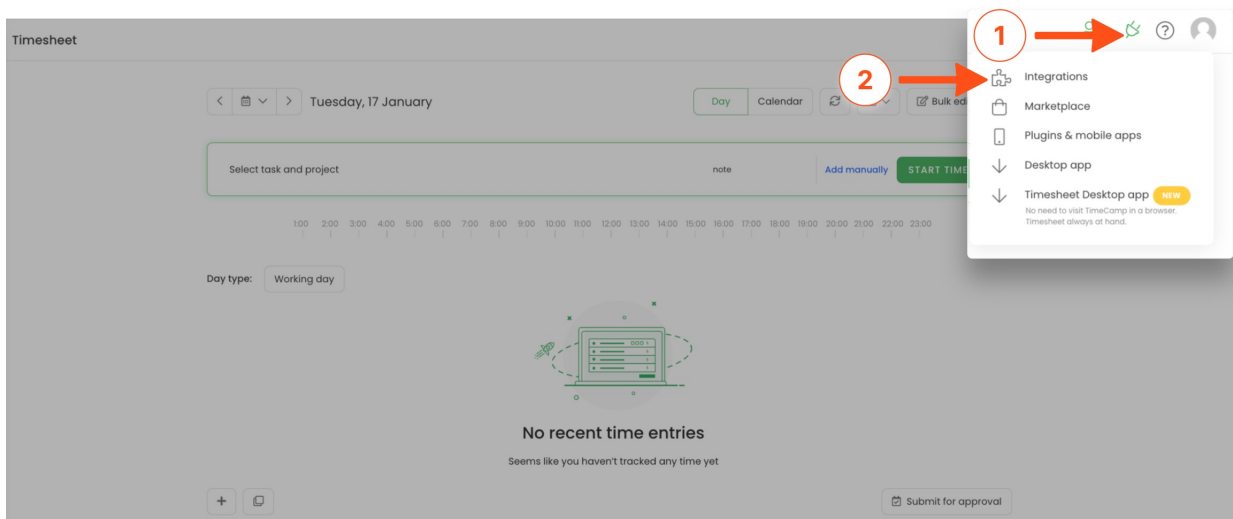 Timesheet
1
2
Integrations
Marketplace
Plugins & mobile apps
Desktop app
Timesheet Desktop app NEW
No need to visit TimeCamp in a browser.
Timesheet always at hand.
Tuesday, 17 January
Day Calendar
Bulk edi
Select task and project note Add manually START TIME
1:00 2:00 3:00 4:00 5:00 6:00 7:00 8:00 9:00 10:00 11:00 12:00 13:00 14:00 15:00 16:00 17:00 18:00 19:00 20:00 21:00 22:00 23:00
Day type: Working day
No recent time entries
Seems like you haven't tracked any time yet
Submit for approval